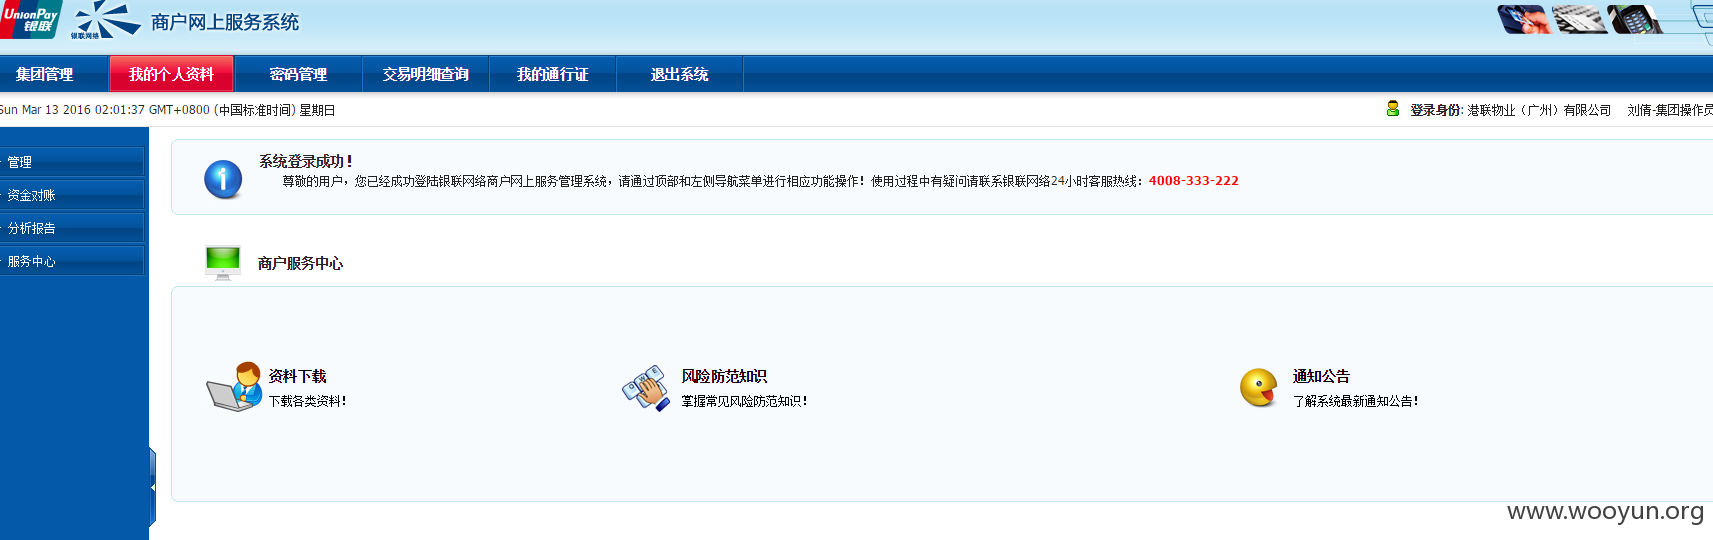 UnionPay
银联
银联网络
商户网上服务系统
集团管理
我的个人资料
密码管理
交易明细查询
我的通行证
退出系统
Sun Mar 13 2016 02:01:37 GMT+0800 (中国标准时间) 星期日
登录身份: 港联物业（广州）有限公司 刘倩-集团操作员
管理
资金对账
分析报告
服务中心
系统登录成功！
尊敬的用户，您已经成功登陆银联网络商户网上服务管理系统，请通过顶部和左侧导航菜单进行相应功能操作！使用过程中有疑问请联系银联网络24小时客服热线：4008-333-222
商户服务中心
资料下载
下载各类资料！
风险防范知识
掌握常见风险防范知识！
通知公告
了解系统最新通知公告！
www.wooyun.org